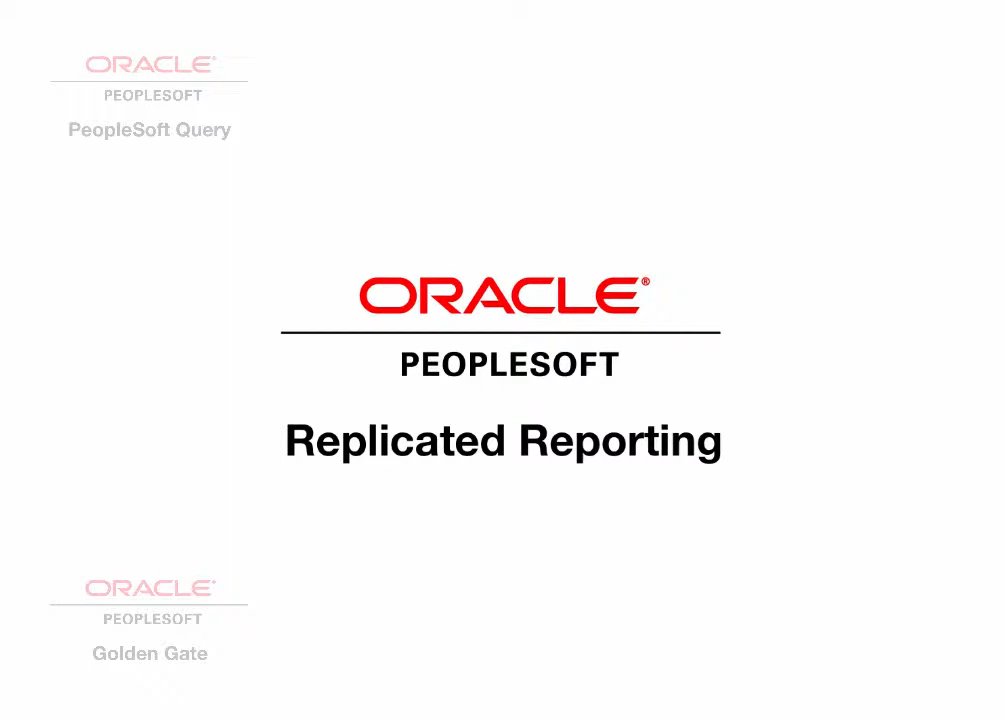 ORACLE®
PEOPLESOFT
PeopleSoft Query
ORACLE®
PEOPLESOFT
Replicated Reporting
ORACLE®
PEOPLESOFT
Golden Gate